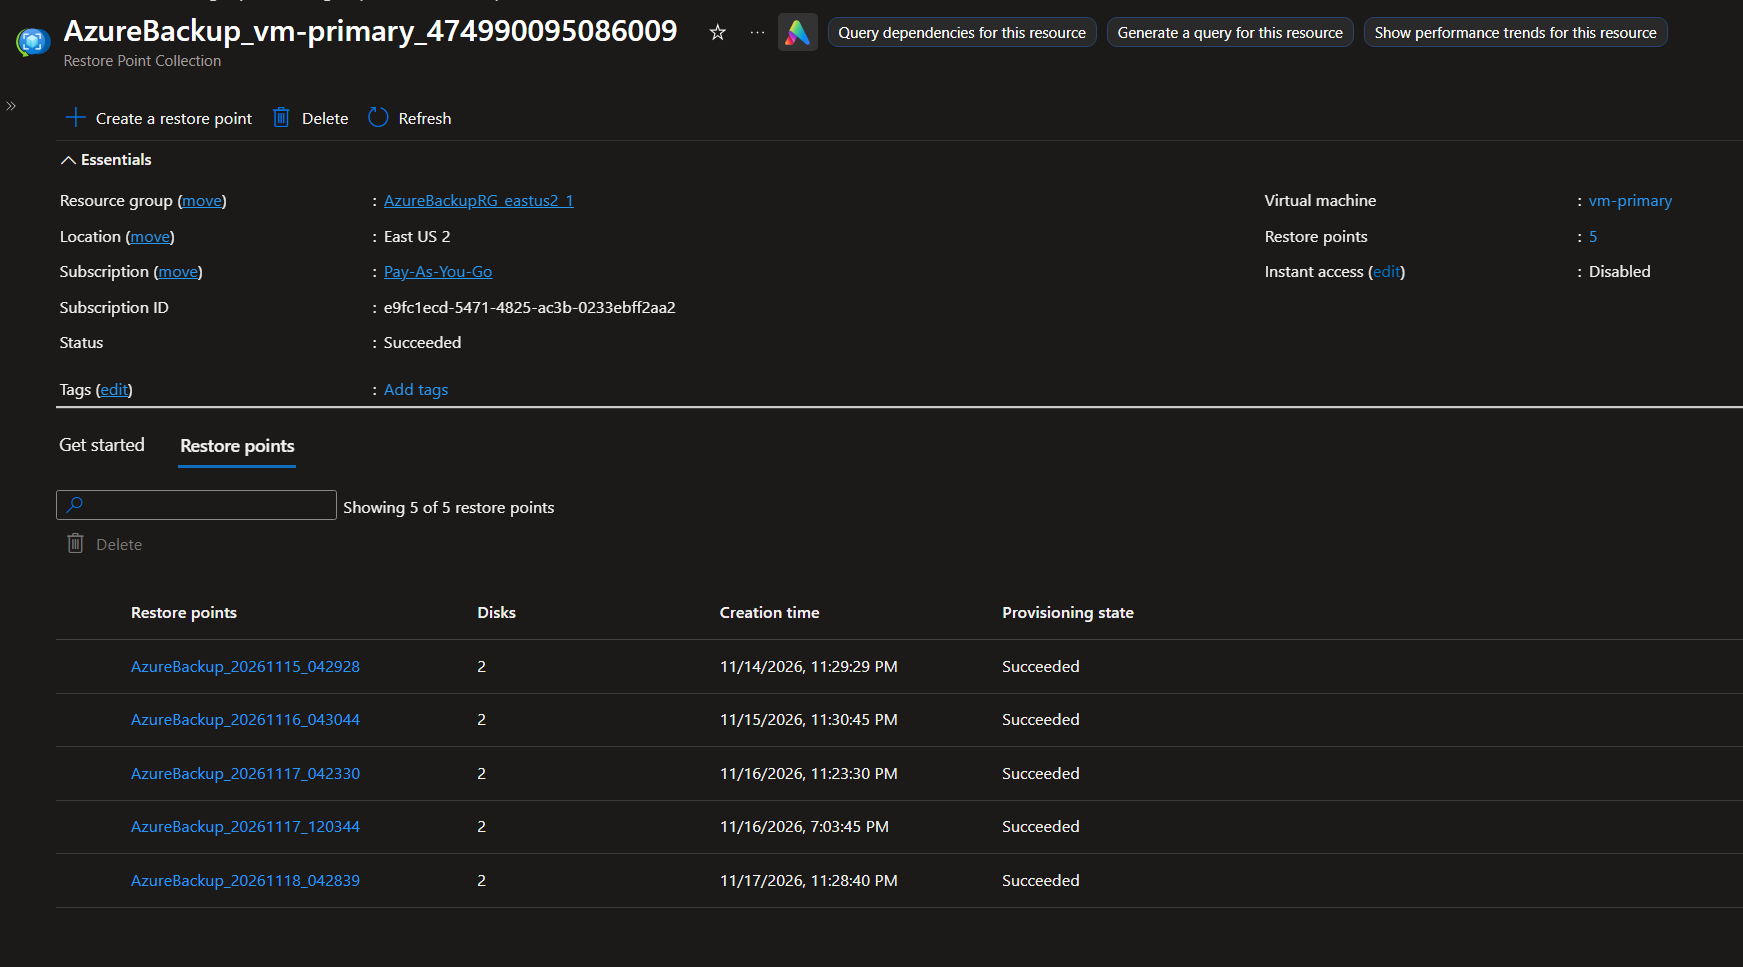 AzureBackup_vm-primary_474990095086009
Query dependencies for this resource
Generate a query for this resource
Show performance trends for this resource
Restore Point Collection
Create a restore point
Delete
Refresh
Essentials
Resource group (move) : AzureBackupRG_eastus2_1
Location (move) : East US 2
Subscription (move) : Pay-As-You-Go
Subscription ID : e9fc1ecd-5471-4825-ac3b-0233ebff2aa2
Status : Succeeded
Virtual machine : vm-primary
Restore points : 5
Instant access (edit) : Disabled
Tags (edit) : Add tags
Get started
Restore points
Showing 5 of 5 restore points
Delete
Restore points Disks Creation time Provisioning state
AzureBackup_20261115_042928 2 11/14/2026, 11:29:29 PM Succeeded
AzureBackup_20261116_043044 2 11/15/2026, 11:30:45 PM Succeeded
AzureBackup_20261117_042330 2 11/16/2026, 11:23:30 PM Succeeded
AzureBackup_20261117_120344 2 11/16/2026, 7:03:45 PM Succeeded
AzureBackup_20261118_042839 2 11/17/2026, 11:28:40 PM Succeeded